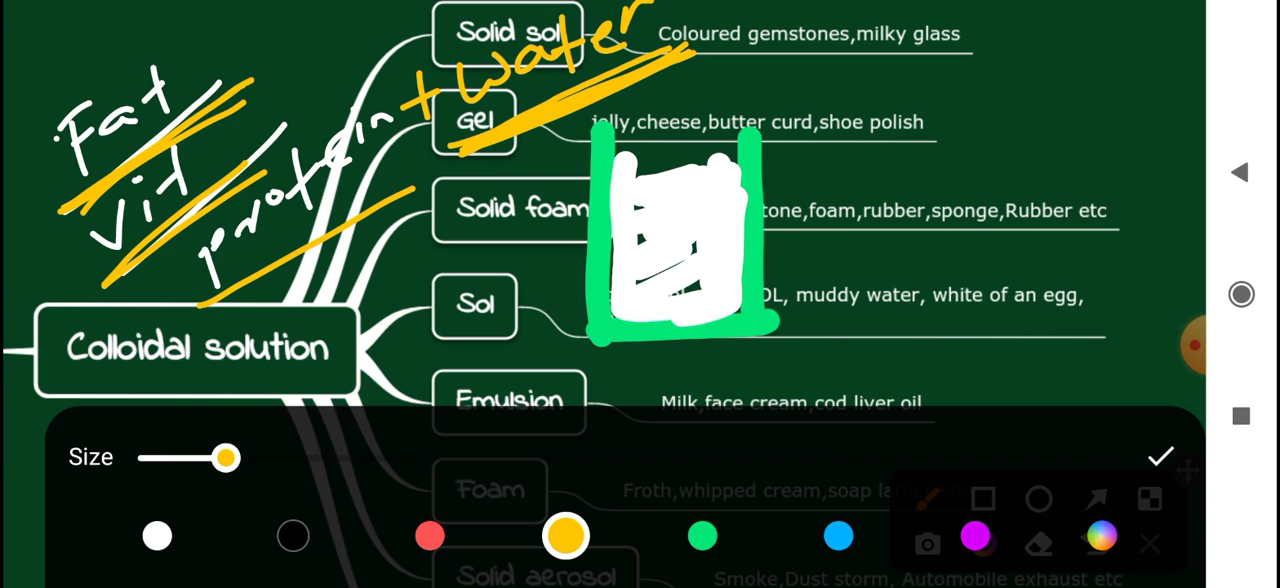 Solid sol
Coloured gemstones,milky glass
Fat
Vit
protein + Water
Gel
jelly,cheese,butter curd,shoe polish
Solid foam
tone,foam,rubber,sponge,Rubber etc
Sol
OL, muddy water, white of an egg,
Colloidal solution
Emulsion
Milk,face cream,cod liver oil
Size
Foam
Froth,whipped cream,soap
Solid aerosol
Smoke,Dust storm, Automobile exhaust etc